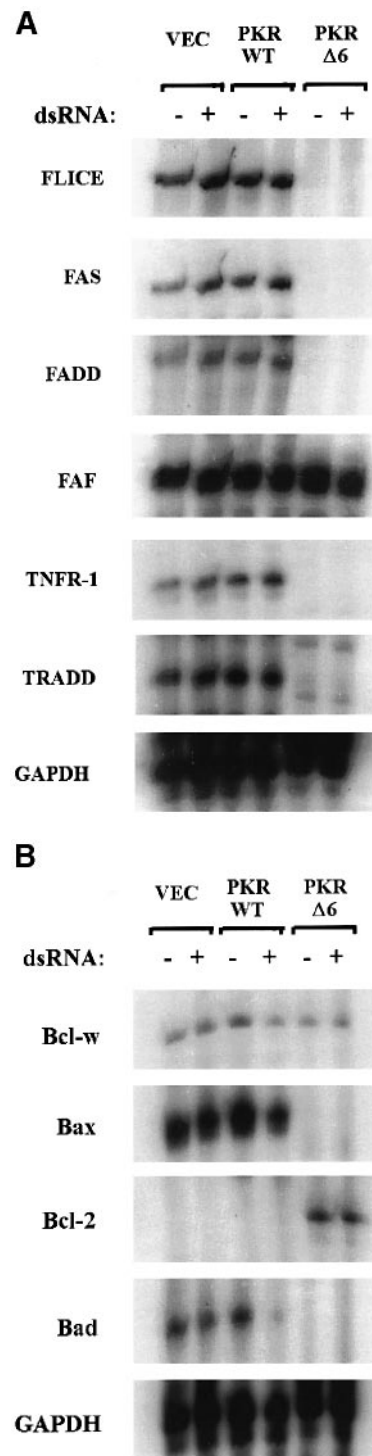 A
VEC PKR WT PKR Δ6
dsRNA: - + - + - +
FLICE
FAS
FADD
FAF
TNFR-1
TRADD
GAPDH
B
VEC PKR WT PKR Δ6
dsRNA: - + - + - +
Bcl-w
Bax
Bcl-2
Bad
GAPDH